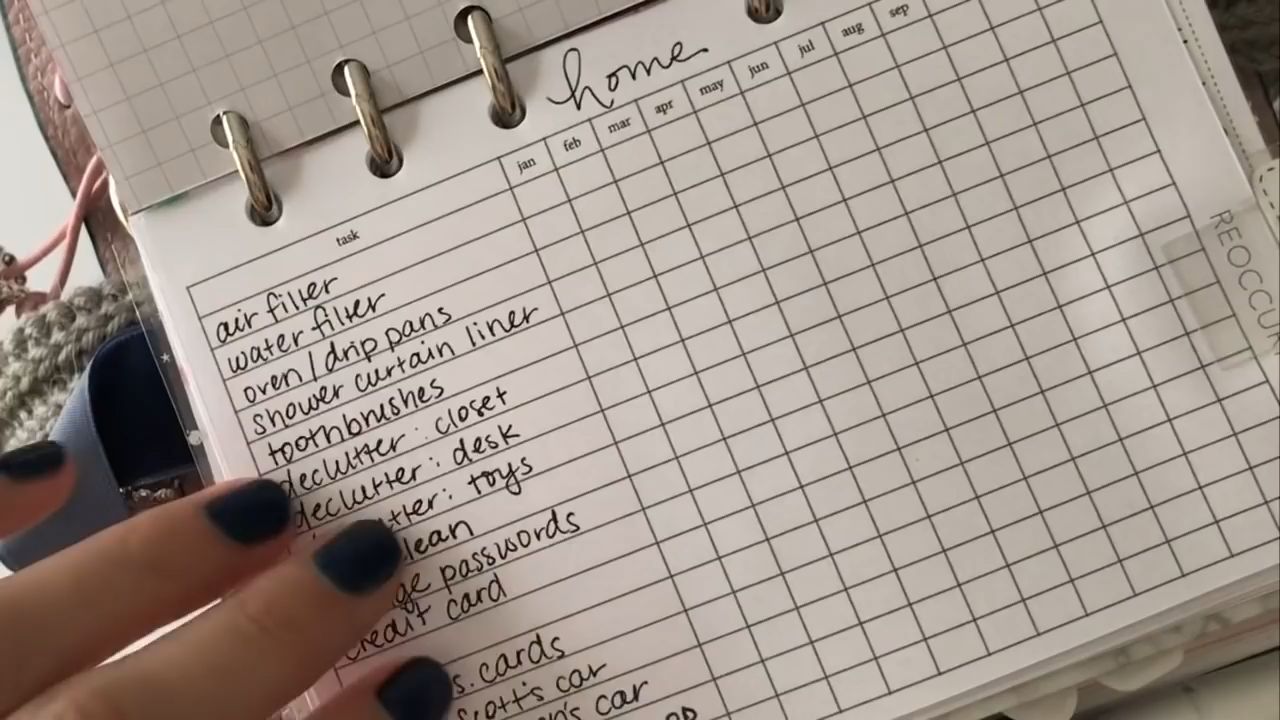 home
task jan feb mar apr may jun jul aug sep
air filter
water filter
oven / drip pans
shower curtain liner
toothbrushes
declutter: closet
declutter: desk
toys
passwords
credit card
cards
scott's car
car
REOCCUR